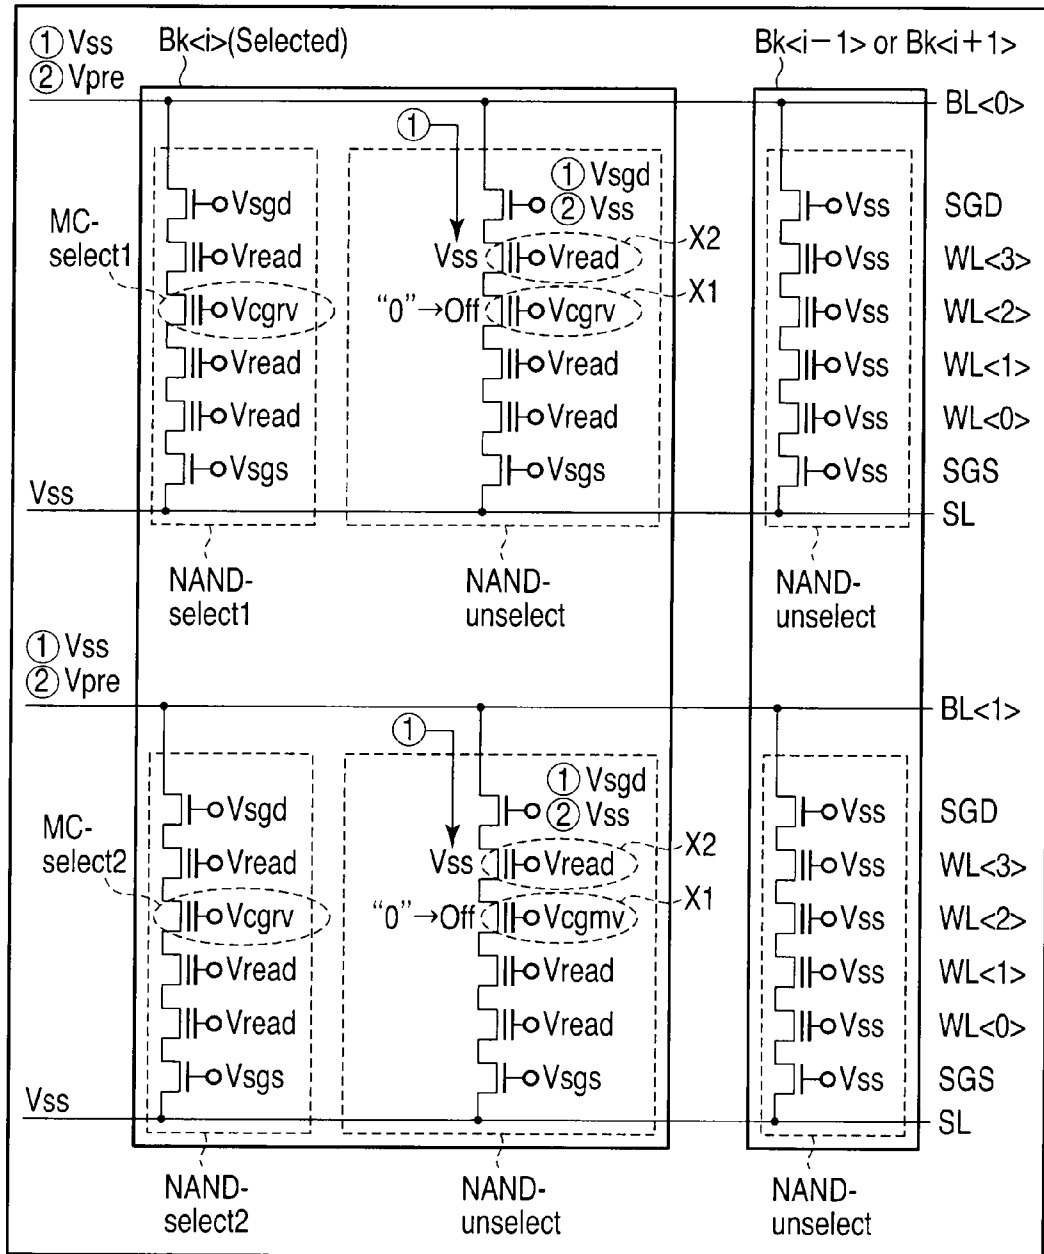 ① Vss
② Vpre
Bk<i>(Selected)
Bk<i−1> or Bk<i+1>
BL<0>
①
① Vsgd
② Vss
Vsgd
Vss
SGD
MC-
select1
Vread
Vss
Vread
X2
Vss
WL<3>
Vcgrv
“0”→Off
Vcgrv
X1
Vss
WL<2>
Vread
Vread
Vss
WL<1>
Vread
Vread
Vss
WL<0>
Vsgs
Vsgs
Vss
SGS
Vss
SL
NAND-
select1
NAND-
unselect
NAND-
unselect
① Vss
② Vpre
BL<1>
①
① Vsgd
② Vss
Vsgd
Vss
SGD
MC-
select2
Vread
Vss
Vread
X2
Vss
WL<3>
Vcgrv
“0”→Off
Vcgmv
X1
Vss
WL<2>
Vread
Vread
Vss
WL<1>
Vread
Vread
Vss
WL<0>
Vsgs
Vsgs
Vss
SGS
Vss
SL
NAND-
select2
NAND-
unselect
NAND-
unselect